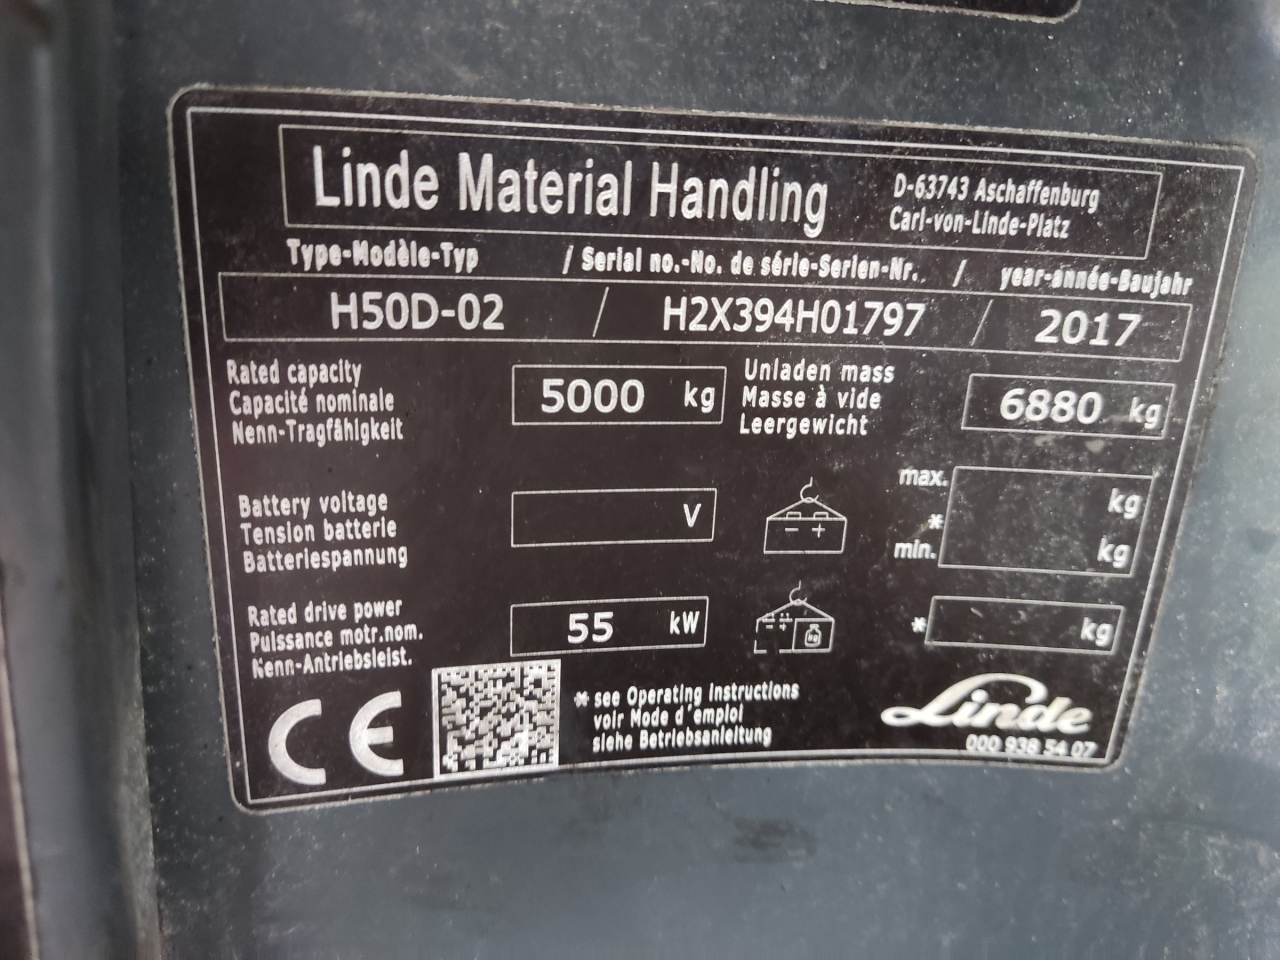 Linde Material Handling
D-63743 Aschaffenburg
Carl-von-Linde-Platz
Type-Modèle-Typ / Serial no.-No. de série-Serien-Nr. / year-année-Baujahr
H50D-02 / H2X394H01797 / 2017
Rated capacity
Capacité nominale
Nenn-Tragfähigkeit
5000 kg
Unladen mass
Masse à vide
Leergewicht
6880 kg
Battery voltage
Tension batterie
Batteriespannung
V
- +
max. kg
*
min. kg
Rated drive power
Puissance motr.nom.
Nenn-Antriebsleist.
55 kW
- +
kg
* kg
CE
* see Operating Instructions
voir Mode d'emploi
siehe Betriebsanleitung
Linde
000 938 54 07